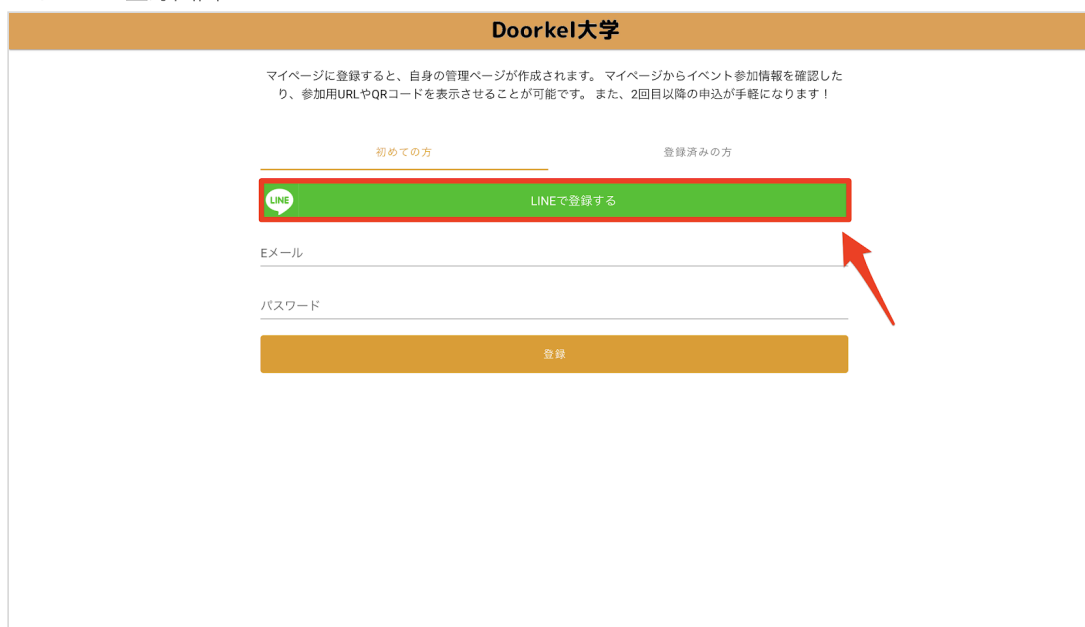 Doorkel大学
マイページに登録すると、自身の管理ページが作成されます。 マイページからイベント参加情報を確認した
り、参加用URLやQRコードを表示させることが可能です。 また、2回目以降の申込が手軽になります！
初めての方
登録済みの方
LINE
LINEで登録する
Eメール
パスワード
登録